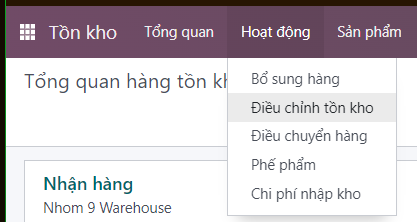 Tồn kho Tổng quan Hoạt động Sản phẩm
Tổng quan hàng tồn kh
Bổ sung hàng
Điều chỉnh tồn kho
Điều chuyển hàng
Phế phẩm
Chi phí nhập kho
Nhận hàng
Nhom 9 Warehouse